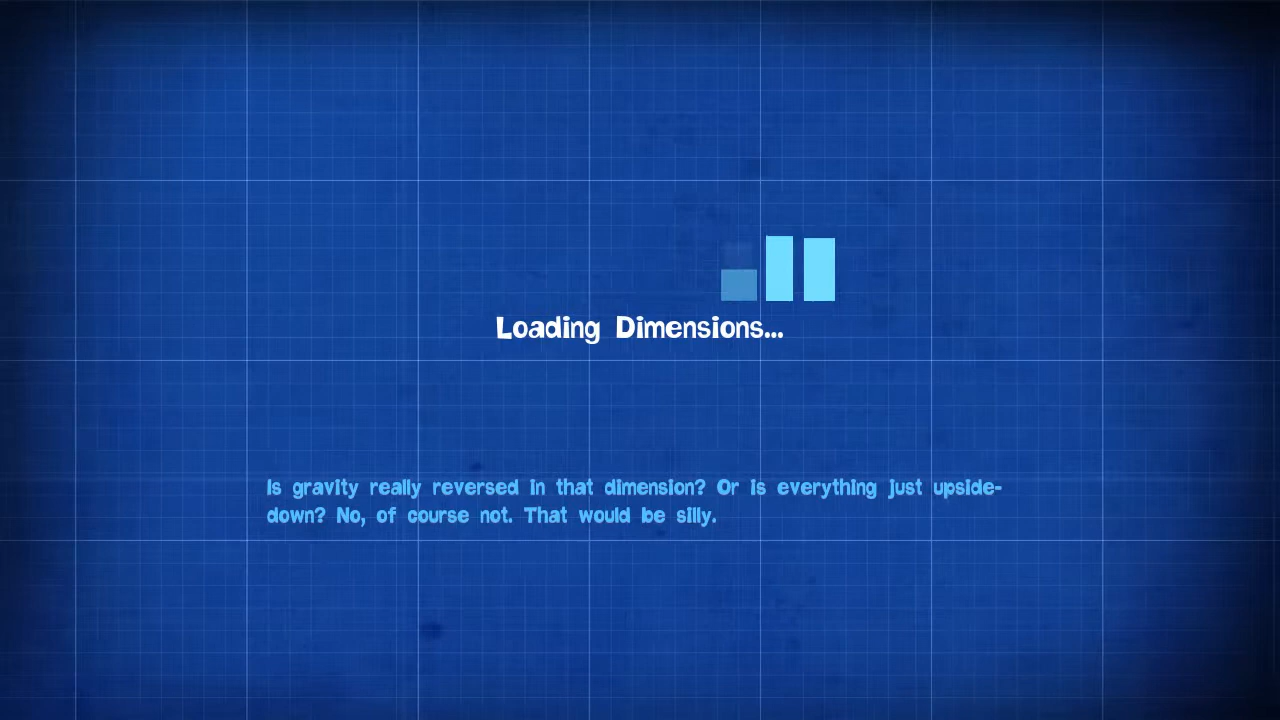 Loading Dimensions...
Is gravity really reversed in that dimension? Or is everything just upside-
down? No, of course not. That would be silly.